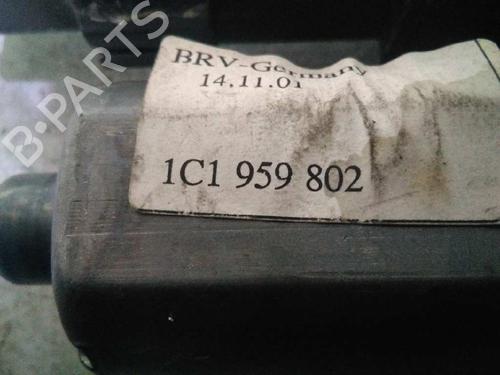 BRV-Germany
14.11.01
1C1 959 802
B-PARTS